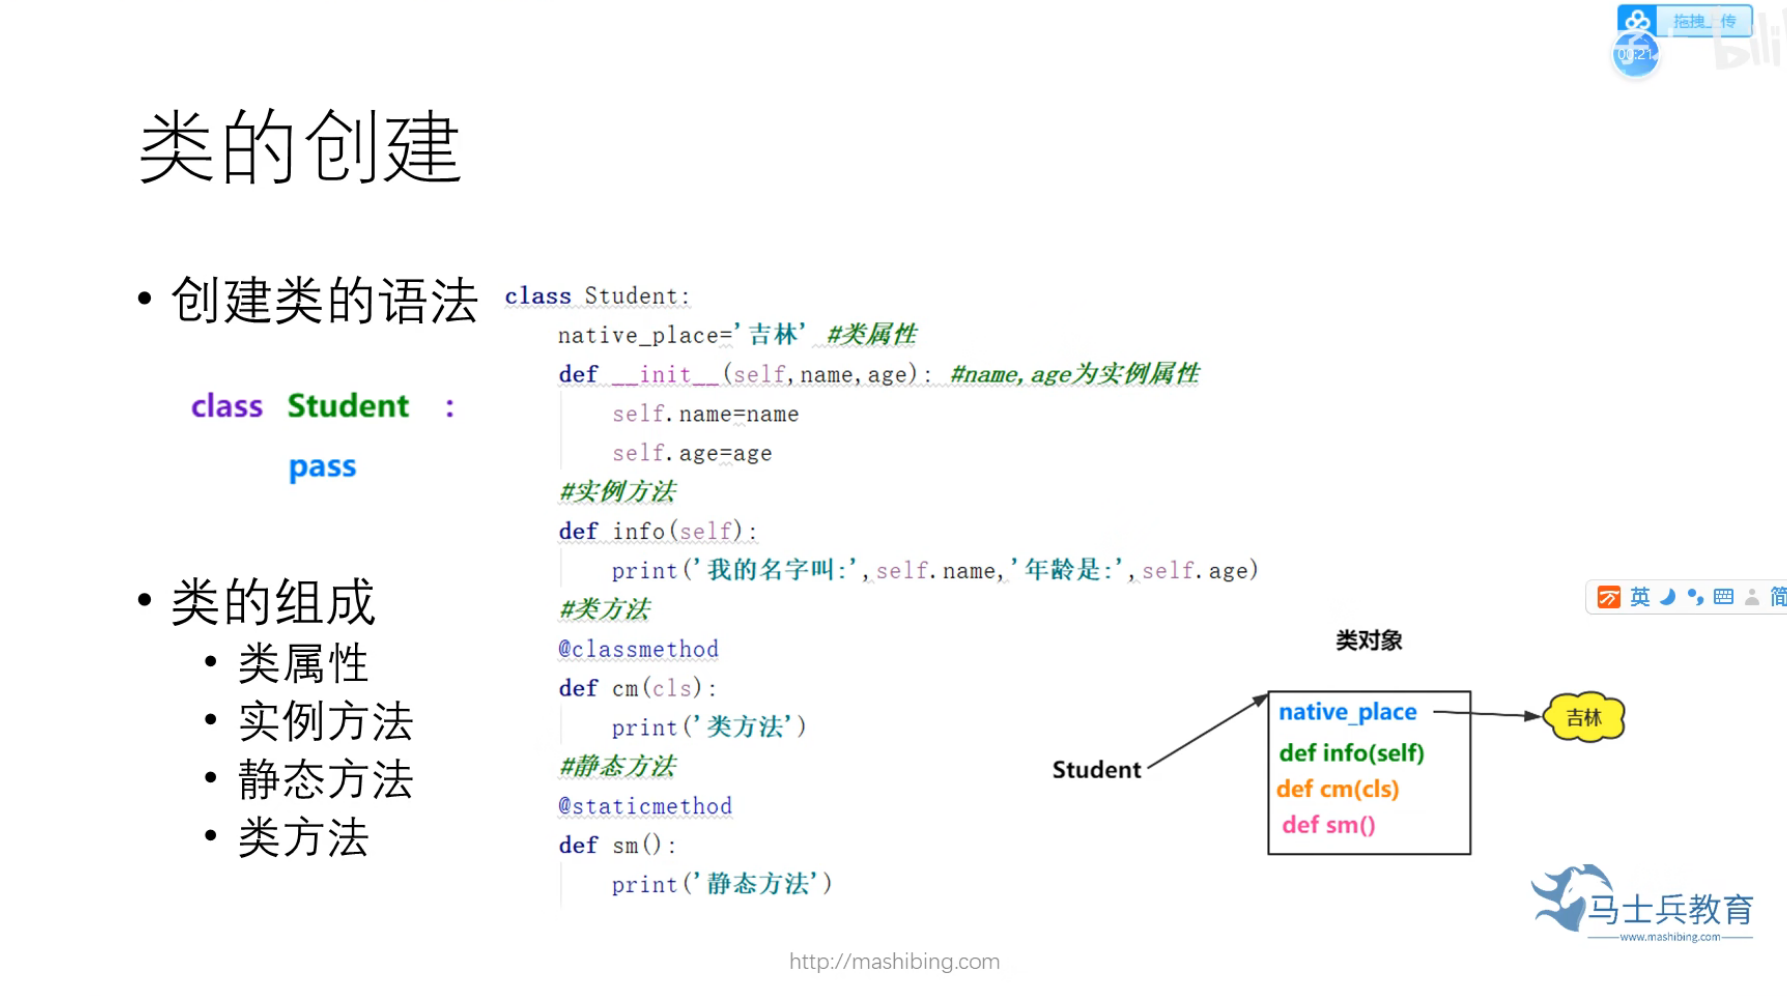 拖拽上传
00:21
bili
类的创建
• 创建类的语法
class Student :
pass
class Student:
native_place='吉林' #类属性
def __init__(self,name,age): #name,age为实例属性
self.name=name
self.age=age
#实例方法
def info(self):
print('我的名字叫:',self.name,'年龄是:',self.age)
#类方法
@classmethod
def cm(cls):
print('类方法')
#静态方法
@staticmethod
def sm():
print('静态方法')
• 类的组成
• 类属性
• 实例方法
• 静态方法
• 类方法
英
简
类对象
Student
native_place
吉林
def info(self)
def cm(cls)
def sm()
马士兵教育
www.mashibing.com
http://mashibing.com